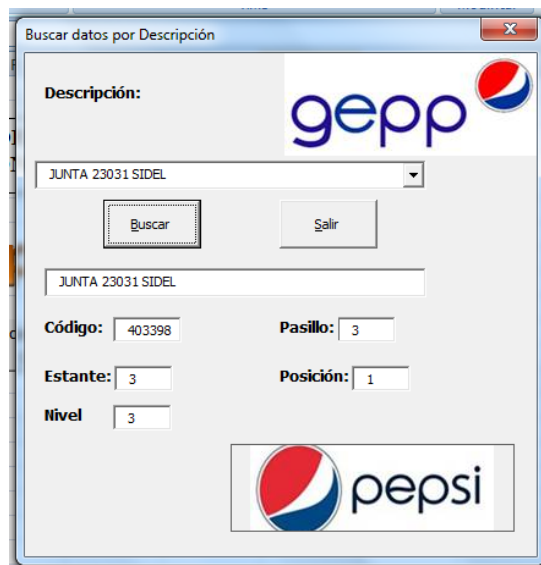 Buscar datos por Descripción
Descripción:
gepp
JUNTA 23031 SIDEL
Buscar Salir
JUNTA 23031 SIDEL
Código: 403398 Pasillo: 3
Estante: 3 Posición: 1
Nivel 3
pepsi